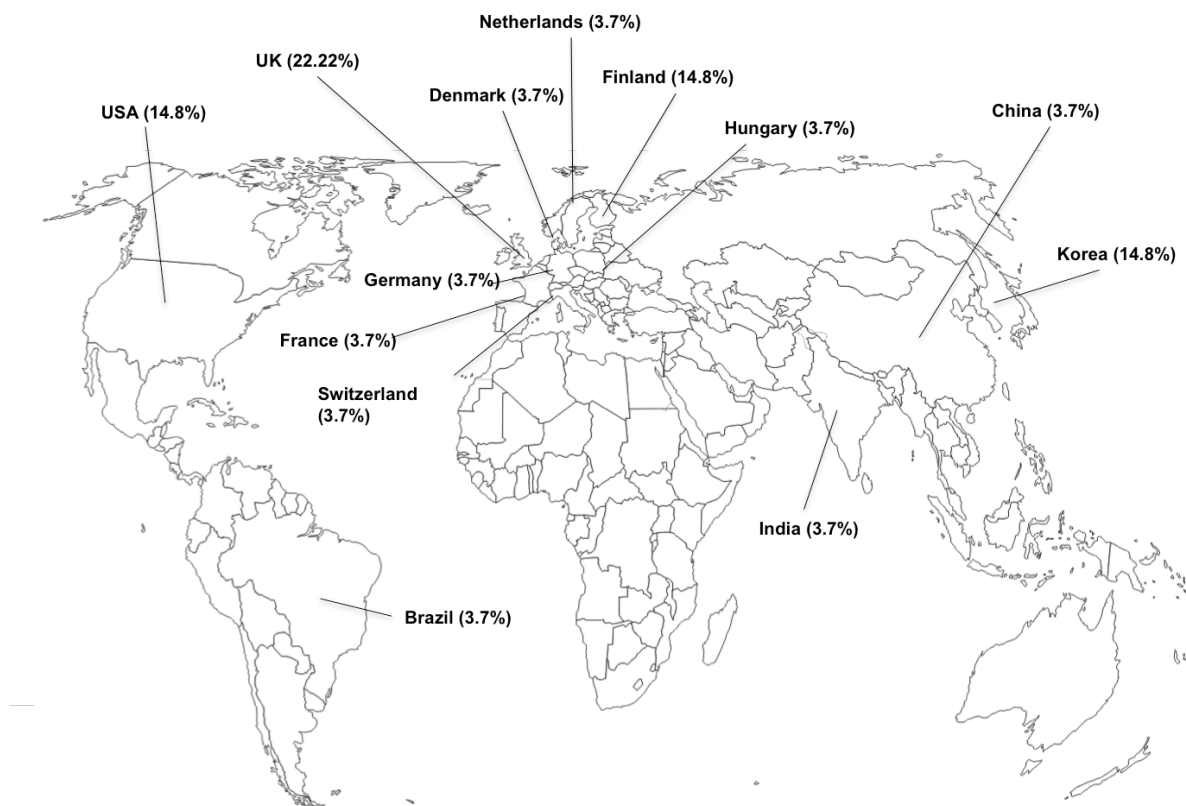 Netherlands (3.7%)
UK (22.22%)
Finland (14.8%)
Denmark (3.7%)
USA (14.8%)
China (3.7%)
Hungary (3.7%)
Korea (14.8%)
Germany (3.7%)
France (3.7%)
Switzerland
(3.7%)
India (3.7%)
Brazil (3.7%)